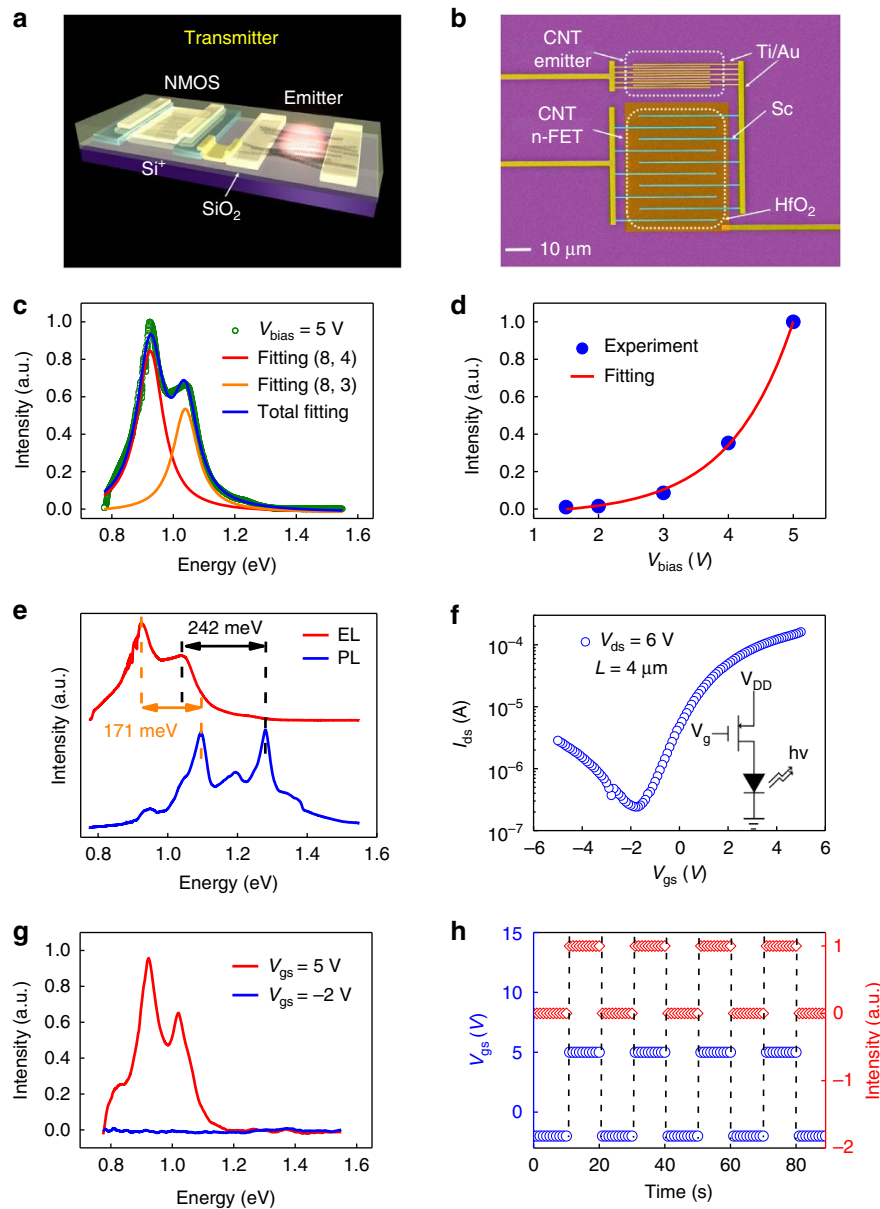 a
Transmitter
NMOS
Emitter
Si+
SiO2
b
CNT
emitter
Ti/Au
CNT
n-FET
Sc
HfO2
10 μm
c
Intensity (a.u.)
1.0
0.8
0.6
0.4
0.2
0.0
Vbias = 5 V
Fitting (8, 4)
Fitting (8, 3)
Total fitting
0.8 1.0 1.2 1.4 1.6
Energy (eV)
d
Intensity (a.u.)
1.0
0.8
0.6
0.4
0.2
0.0
Experiment
Fitting
1 2 3 4 5
Vbias (V)
e
Intensity (a.u.)
242 meV
171 meV
EL
PL
0.8 1.0 1.2 1.4 1.6
Energy (eV)
f
Ids (A)
10−4
10−5
10−6
10−7
Vds = 6 V
L = 4 μm
VDD
Vg
hv
−6 −4 −2 0 2 4 6
Vgs (V)
g
Intensity (a.u.)
1.0
0.8
0.6
0.4
0.2
0.0
Vgs = 5 V
Vgs = −2 V
0.8 1.0 1.2 1.4 1.6
Energy (eV)
h
Vgs (V)
15
10
5
0
Intensity (a.u.)
1
0
−1
−2
0 20 40 60 80
Time (s)